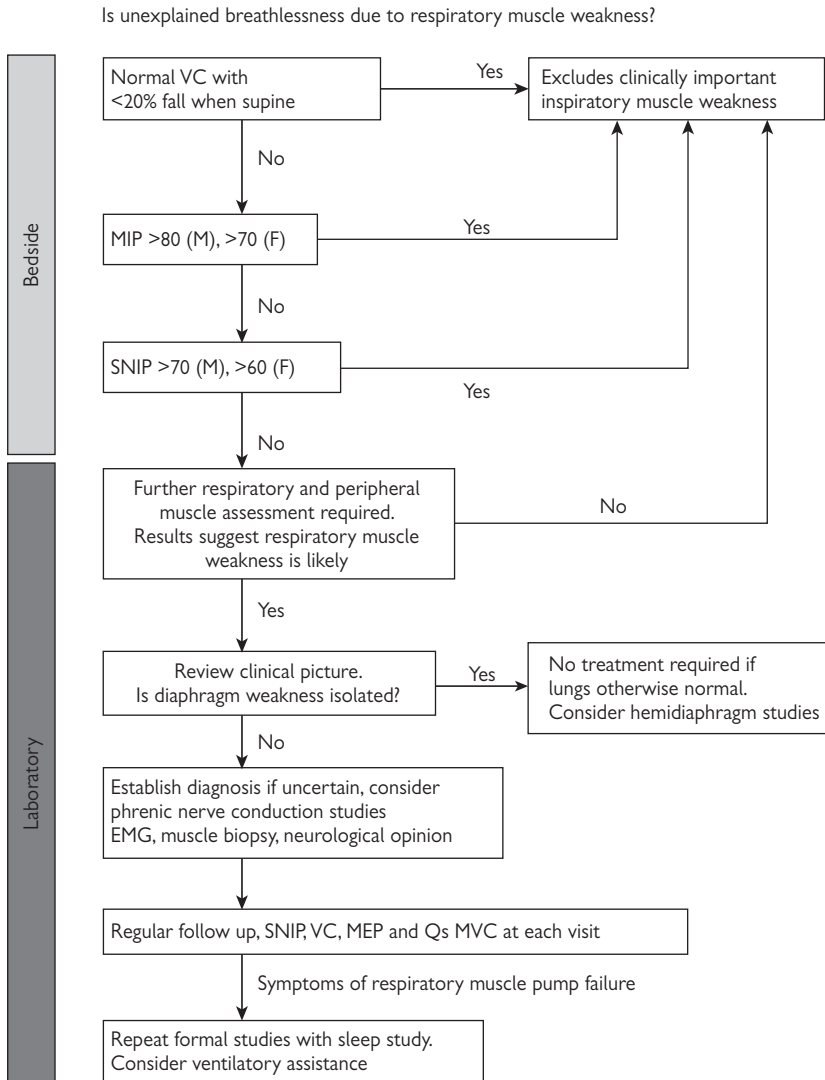 Is unexplained breathlessness due to respiratory muscle weakness?
Bedside
Normal VC with
<20% fall when supine
Yes
Excludes clinically important
inspiratory muscle weakness
No
MIP >80 (M), >70 (F)
Yes
No
SNIP >70 (M), >60 (F)
Yes
No
Laboratory
Further respiratory and peripheral
muscle assessment required.
Results suggest respiratory muscle
weakness is likely
No
Yes
Review clinical picture.
Is diaphragm weakness isolated?
Yes
No treatment required if
lungs otherwise normal.
Consider hemidiaphragm studies
No
Establish diagnosis if uncertain, consider
phrenic nerve conduction studies
EMG, muscle biopsy, neurological opinion
Regular follow up, SNIP, VC, MEP and Qs MVC at each visit
Symptoms of respiratory muscle pump failure
Repeat formal studies with sleep study.
Consider ventilatory assistance